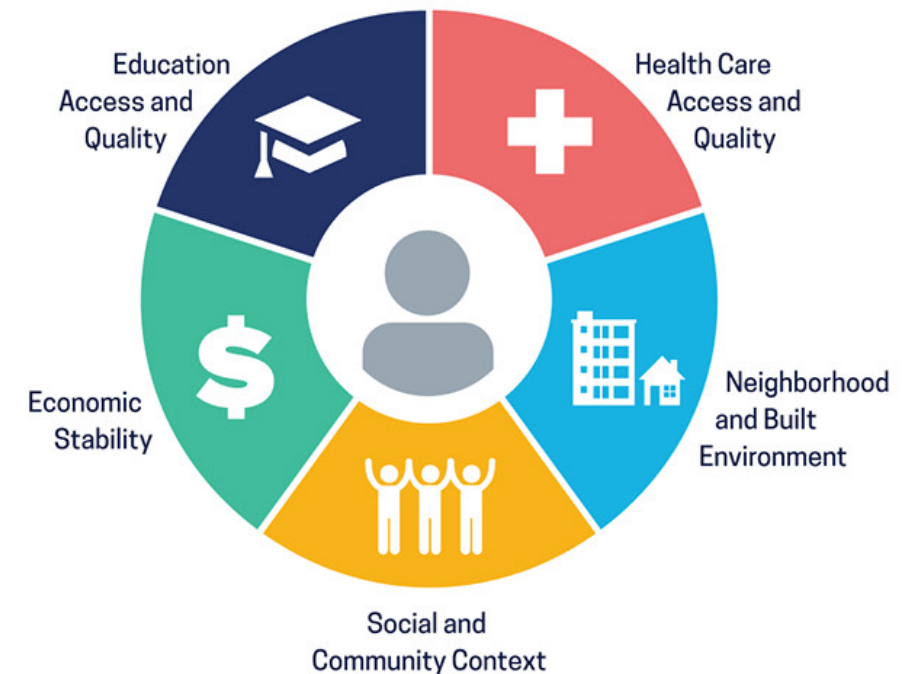 Education
Access and
Quality
Health Care
Access and
Quality
Economic
Stability
Neighborhood
and Built
Environment
Social and
Community Context